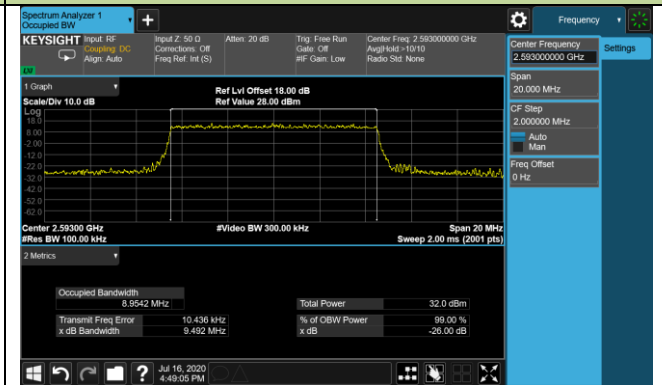 Spectrum Analyzer 1
Occupied BW
+
Frequency
KEYSIGHT
Input: RF
Coupling: DC
Align: Auto
Input Z: 50 Ω
Corrections: Off
Freq Ref: Int (S)
Atten: 20 dB
Trig: Free Run
Gate: Off
#IF Gain: Low
Center Freq: 2.593000000 GHz
Avg|Hold:>10/10
Radio Std: None
Center Frequency
2.593000000 GHz
Settings
Span
20.000 MHz
CF Step
2.000000 MHz
Auto
Man
Freq Offset
0 Hz
1 Graph
Scale/Div 10.0 dB
Ref Lvl Offset 18.00 dB
Ref Value 28.00 dBm
Log
18.0
8.00
-2.00
-12.0
-22.0
-32.0
-42.0
-52.0
-62.0
Center 2.59300 GHz
#Res BW 100.00 kHz
#Video BW 300.00 kHz
Span 20 MHz
Sweep 2.00 ms (2001 pts)
2 Metrics
Occupied Bandwidth
8.9542 MHz
Total Power 32.0 dBm
Transmit Freq Error 10.436 kHz
% of OBW Power 99.00 %
x dB Bandwidth 9.492 MHz
x dB -26.00 dB
?
Jul 16, 2020
4:49:05 PM